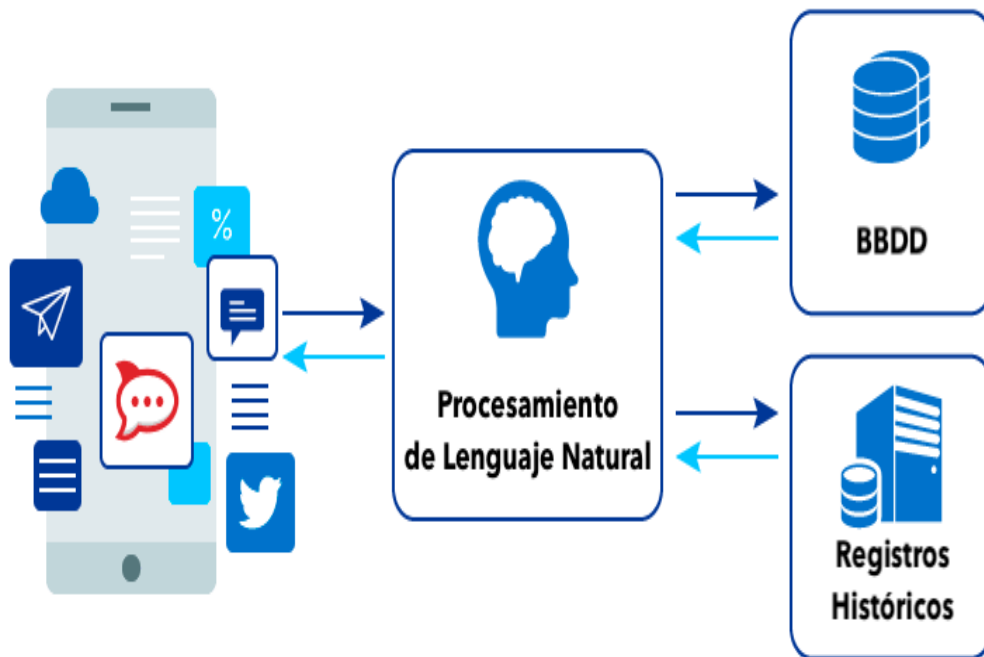 %
Procesamiento
de Lenguaje Natural
BBDD
Registros
Históricos